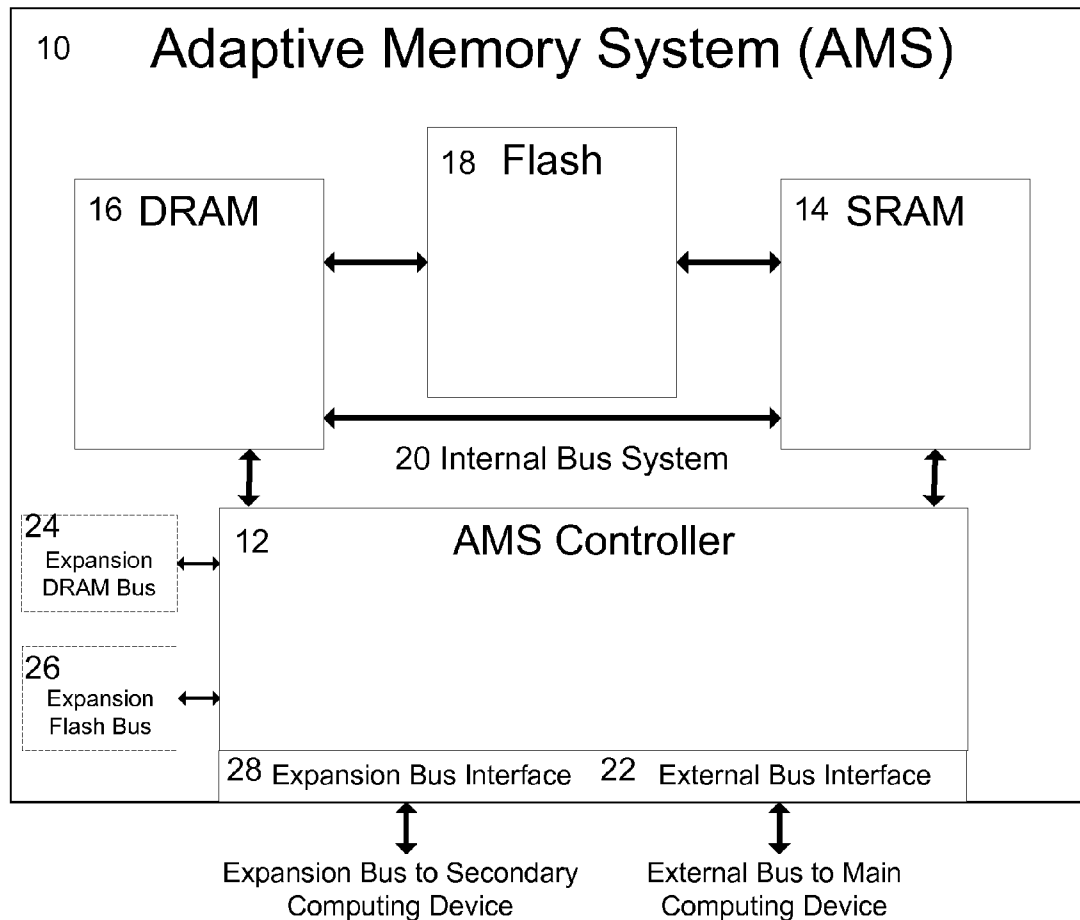 10 Adaptive Memory System (AMS)
18 Flash
16 DRAM
14 SRAM
20 Internal Bus System
24
Expansion
DRAM Bus
12 AMS Controller
26
Expansion
Flash Bus
28 Expansion Bus Interface
22 External Bus Interface
Expansion Bus to Secondary
Computing Device
External Bus to Main
Computing Device